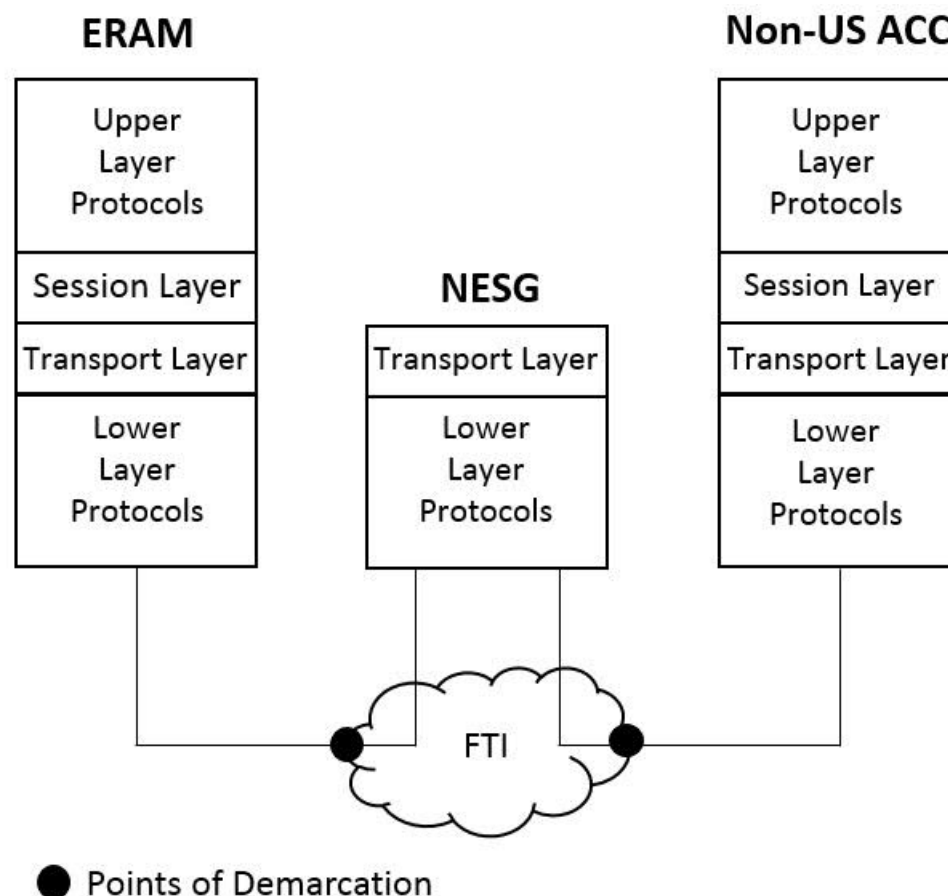 ERAM
Upper
Layer
Protocols
Session Layer
Transport Layer
Lower
Layer
Protocols
NESG
Transport Layer
Lower
Layer
Protocols
Non-US ACC
Upper
Layer
Protocols
Session Layer
Transport Layer
Lower
Layer
Protocols
FTI
Points of Demarcation